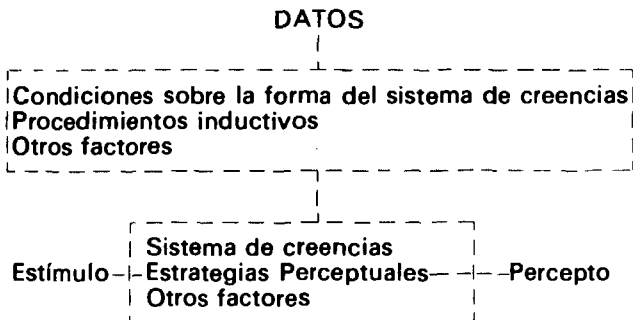 DATOS
Condiciones sobre la forma del sistema de creencias
Procedimientos inductivos
Otros factores
Sistema de creencias
Estímulo Estrategias Perceptuales Percepto
Otros factores